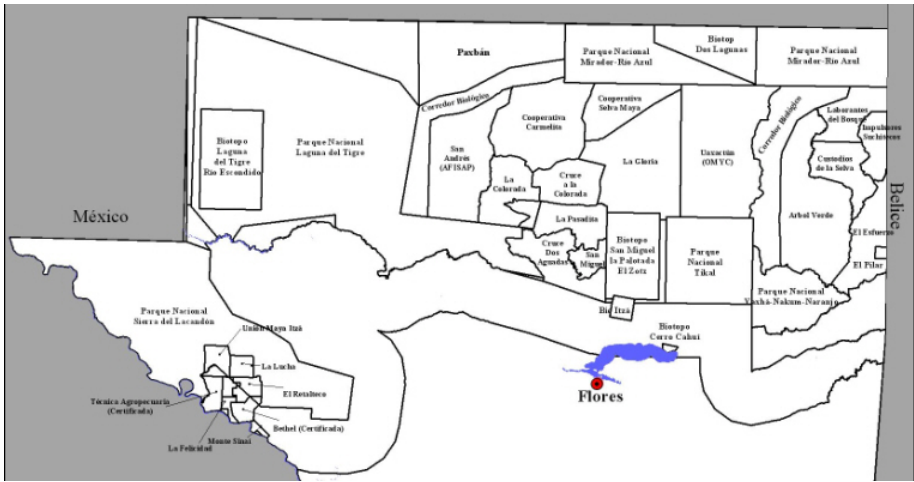 Paxbán
Parque Nacional
Mirador-Río Azul
Biotop
Dos Lagunas
Parque Nacional
Mirador-Río Azul
Corredor Biológico
Cooperativa
Carmelita
Cooperativa
Selva Maya
Corredor Biológico
Laborantes
del Bosque
Impulsores
Suchitecos
Biotopo
Laguna
del Tigre
Río Escondido
Parque Nacional
Laguna del Tigre
San
Andrés
(AFISAP)
La
Colorada
Cruce
a la
Colorada
La Gloria
Uaxactún
(OMYC)
Custodios
de la Selva
Belice
México
La Pasadita
Arbol Verde
El Esfuerzo
Cruce
Dos
Aguadas
San
Miguel
Biotopo
San Miguel
la Palotada
El Zotz
Parque
Nacional
Tikal
El Pilar
Parque Nacional
Yaxhá-Nakum-Naranjo
Parque Nacional
Sierra del Lacandón
Bio Itzá
Unión Maya Itzá
Biotopo
Cerro Cahui
La Lucha
El Retalteco
Flores
Técnica Agropecuaria
(Certificada)
Bethel (Certificada)
Monte Sinai
La Felicidad